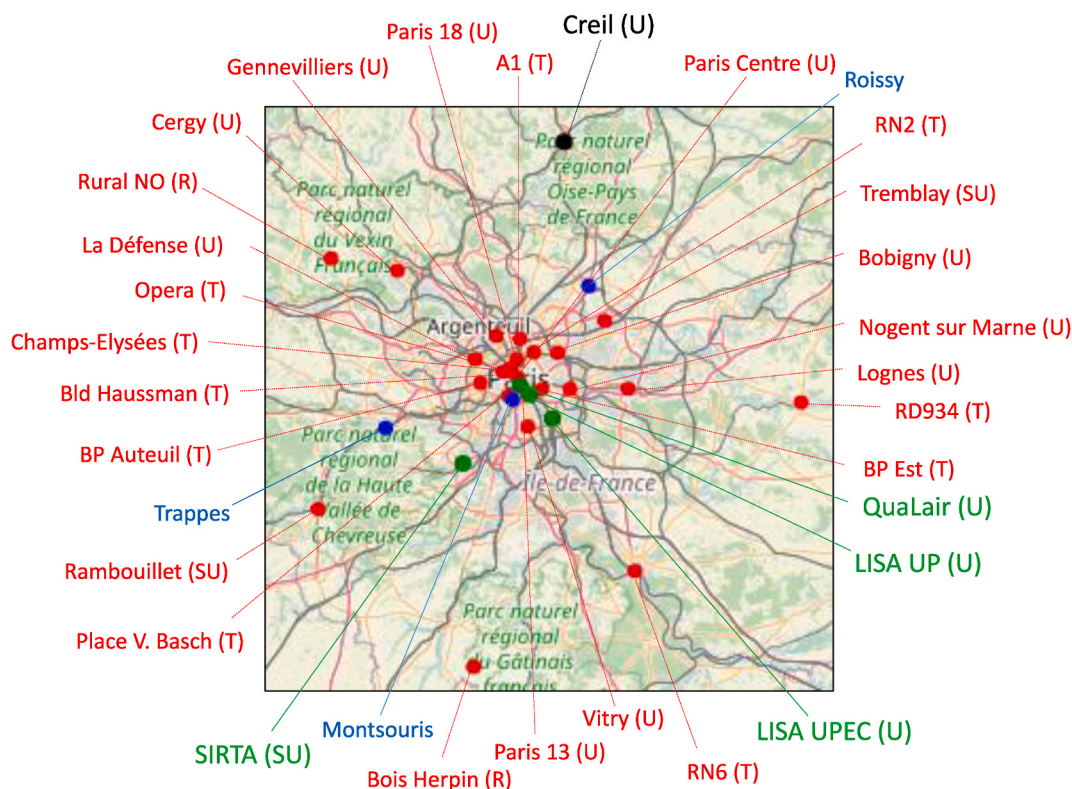 Creil (U)
Paris 18 (U)
A1 (T)
Paris Centre (U)
Gennevilliers (U)
Roissy
Cergy (U)
RN2 (T)
Rural NO (R)
Tremblay (SU)
La Défense (U)
Bobigny (U)
Opera (T)
Nogent sur Marne (U)
Champs-Elysées (T)
Lognes (U)
Bld Haussman (T)
RD934 (T)
BP Auteuil (T)
BP Est (T)
QuaLair (U)
Trappes
LISA UP (U)
Rambouillet (SU)
Place V. Basch (T)
Montsouris
Vitry (U)
LISA UPEC (U)
SIRTA (SU)
Paris 13 (U)
RN6 (T)
Bois Herpin (R)
Parc naturel
régional
Oise-Pays
de France
Parc naturel
régional
du Vexin
Français
Argenteuil
Paris
Parc naturel
régional
de la Haute
Vallée de
Chevreuse
Île-de-France
Parc naturel
régional
du Gâtinais
français